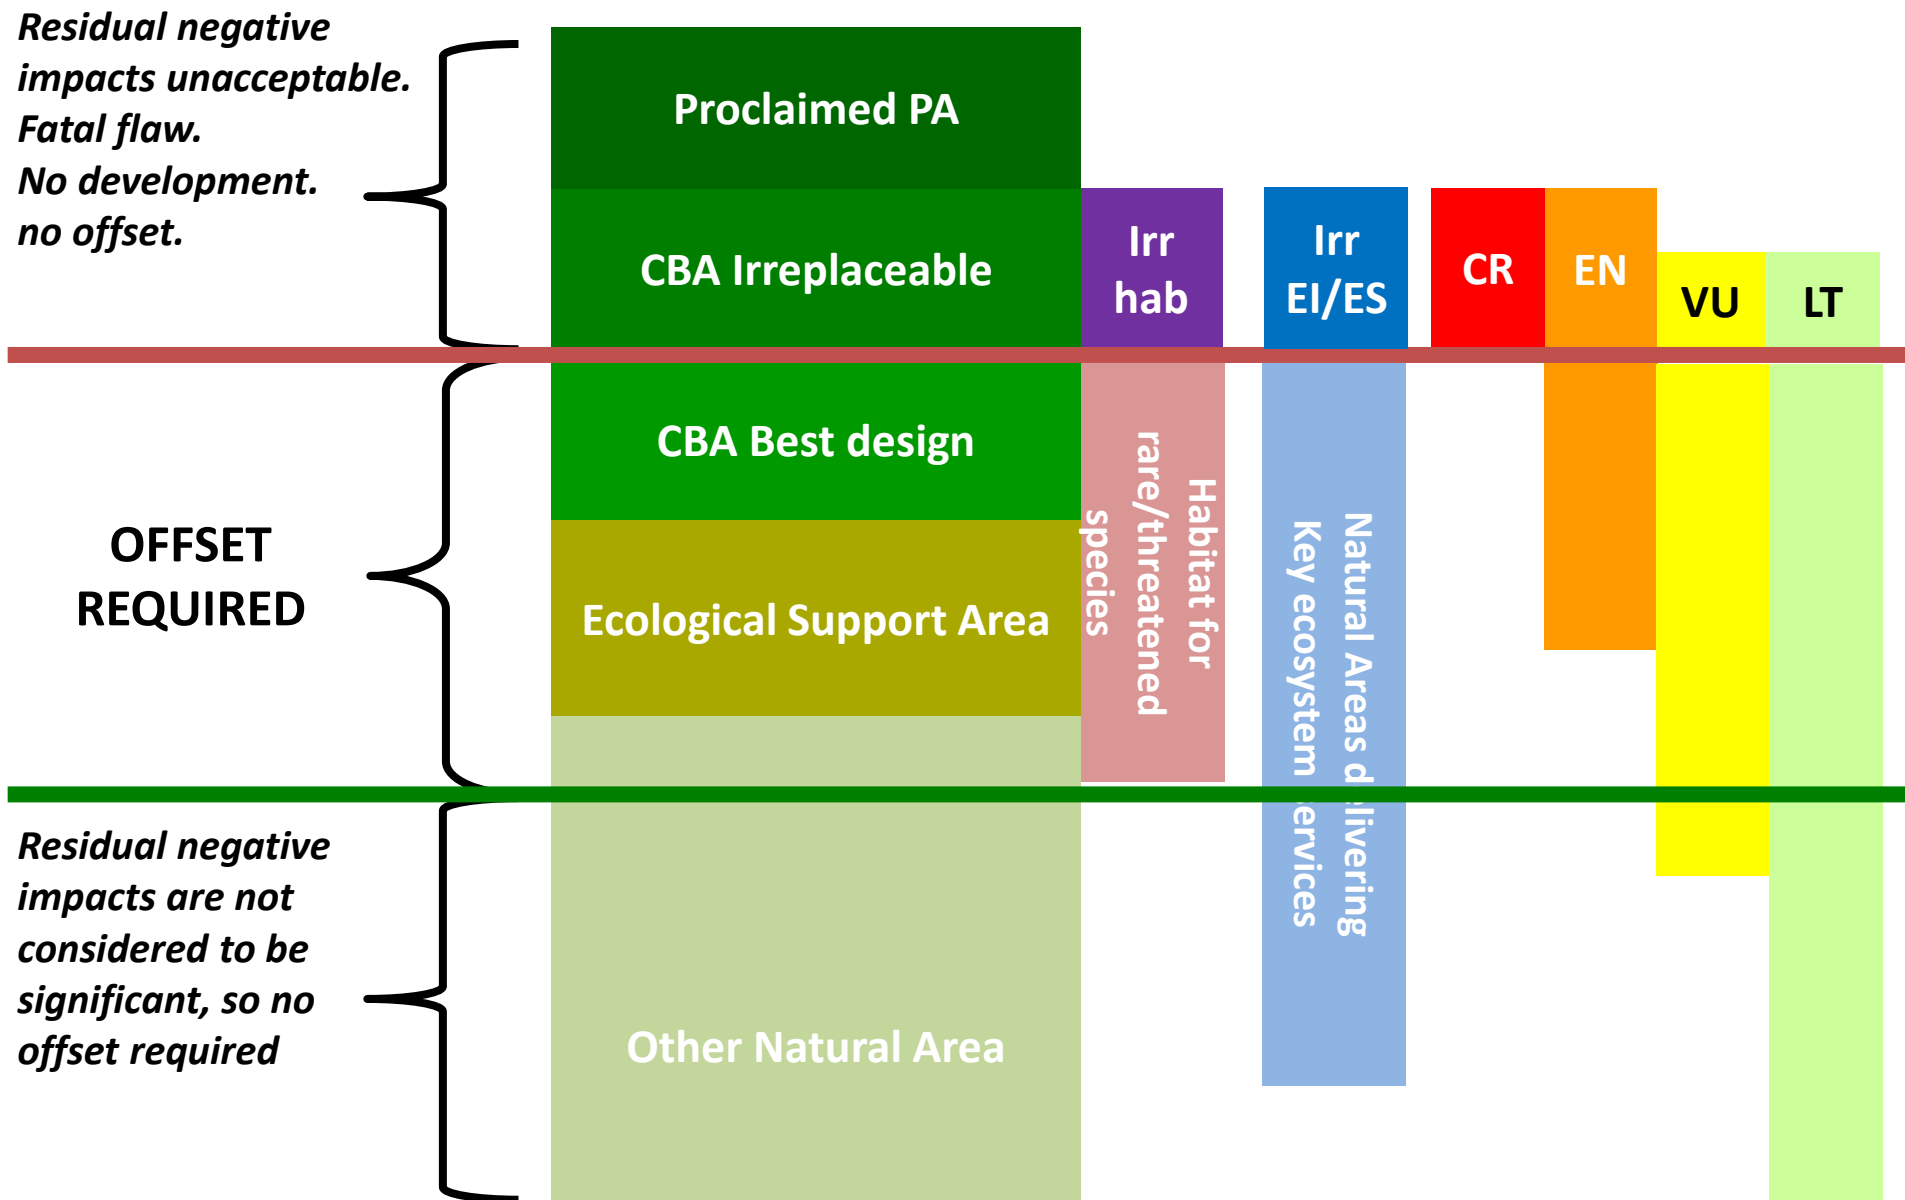 Residual negative
impacts unacceptable.
Fatal flaw.
No development.
no offset.
Proclaimed PA
CBA Irreplaceable
Irr
hab
Irr
EI/ES
CR
EN
VU
LT
OFFSET
REQUIRED
CBA Best design
Ecological Support Area
Habitat for
rare/threatened
species
Natural Areas delivering
Key ecosystem services
Residual negative
impacts are not
considered to be
significant, so no
offset required
Other Natural Area